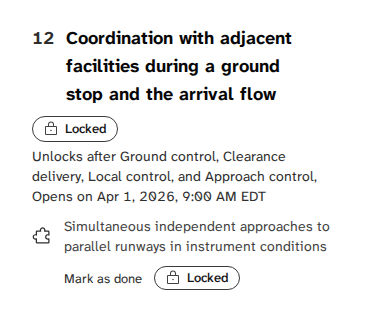 12 Coordination with adjacent
facilities during a ground
stop and the arrival flow
Locked
Unlocks after Ground control, Clearance
delivery, Local control, and Approach control,
Opens on Apr 1, 2026, 9:00 AM EDT
Simultaneous independent approaches to
parallel runways in instrument conditions
Mark as done Locked